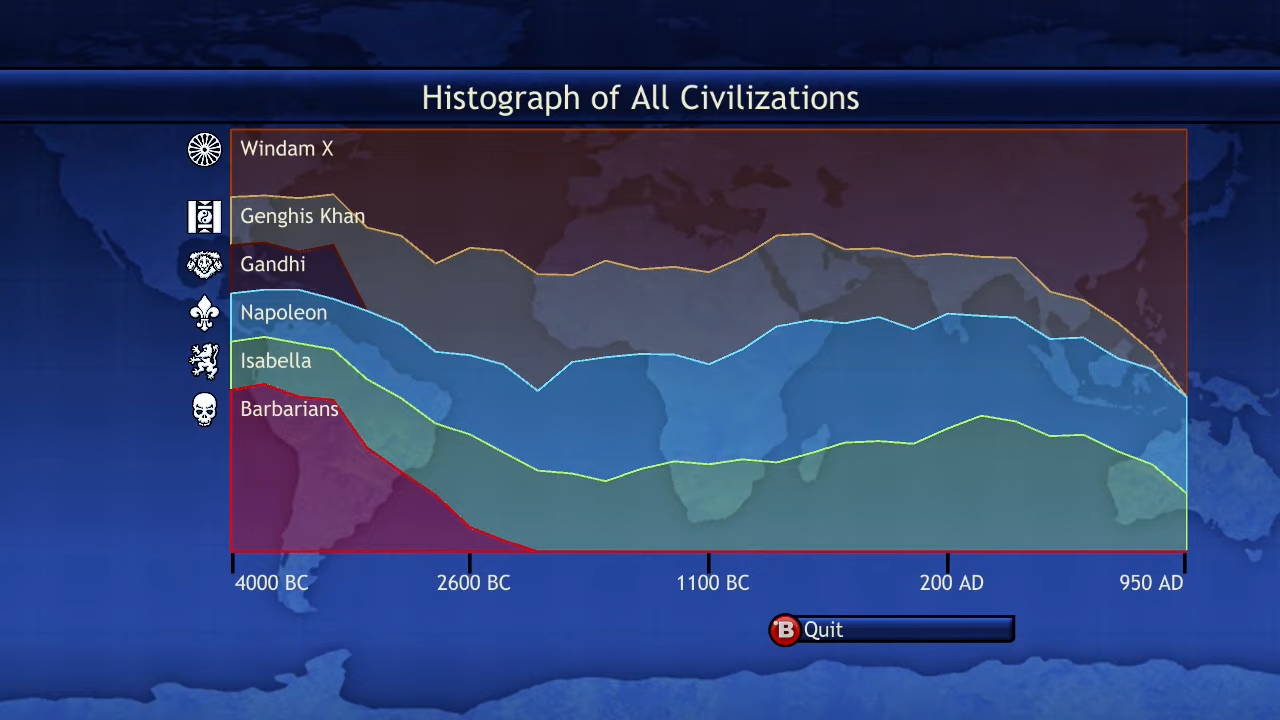 Histograph of All Civilizations
Windam X
Genghis Khan
Gandhi
Napoleon
Isabella
Barbarians
4000 BC
2600 BC
1100 BC
200 AD
950 AD
B Quit